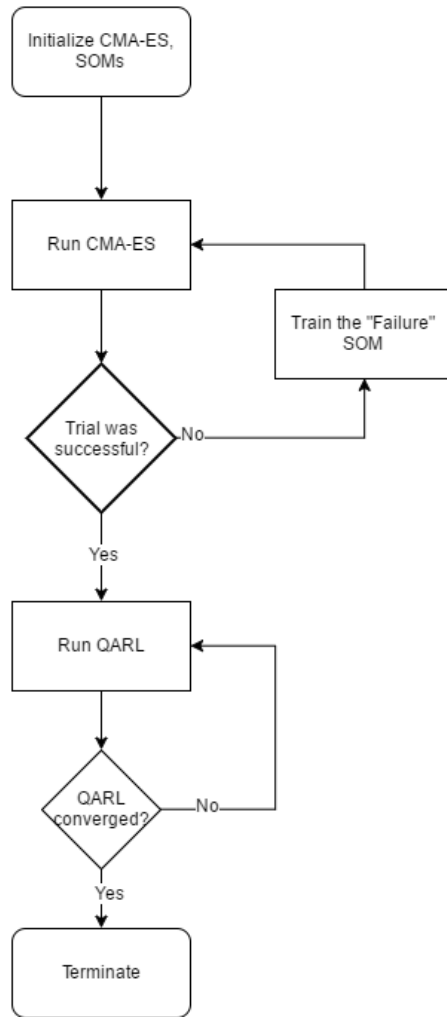 Initialize CMA-ES,
SOMs
Run CMA-ES
Train the "Failure"
SOM
Trial was
successful?
No
Yes
Run QARL
QARL
converged?
No
Yes
Terminate